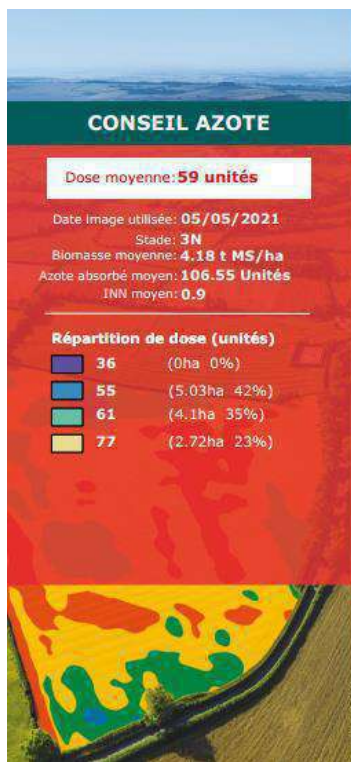 CONSEIL AZOTE
Dose moyenne: 59 unités
Date image utilisée: 05/05/2021
Stade: 3N
Biomasse moyenne: 4.18 t MS/ha
Azote absorbé moyen: 106.55 Unités
INN moyen: 0.9
Répartition de dose (unités)
36 (0ha 0%)
55 (5.03ha 42%)
61 (4.1ha 35%)
77 (2.72ha 23%)